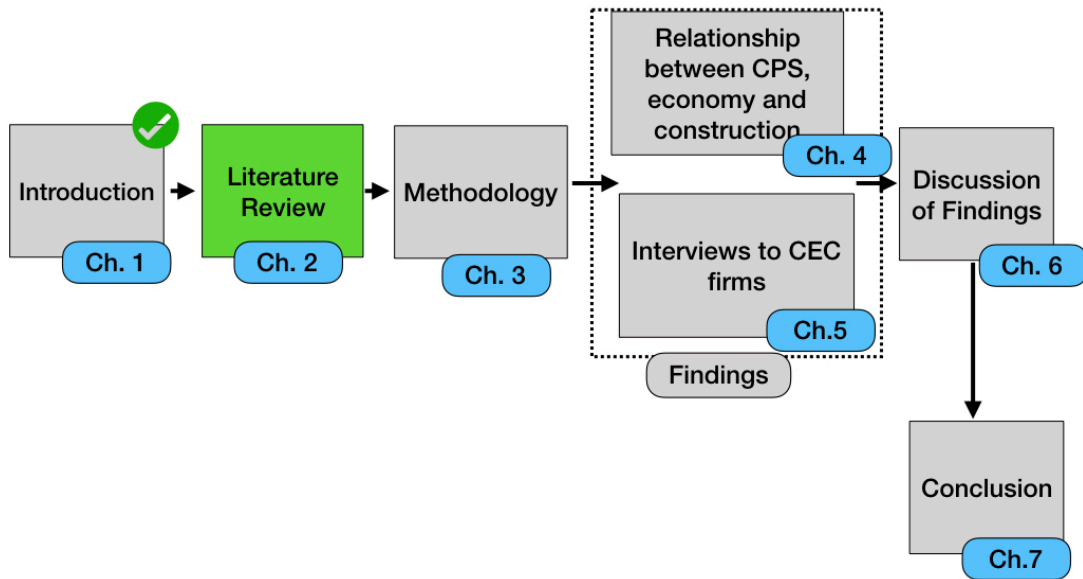 Introduction
Ch. 1
Literature
Review
Ch. 2
Methodology
Ch. 3
Relationship
between CPS,
economy and
construction
Ch. 4
Interviews to CEC
firms
Ch.5
Findings
Discussion
of Findings
Ch. 6
Conclusion
Ch.7